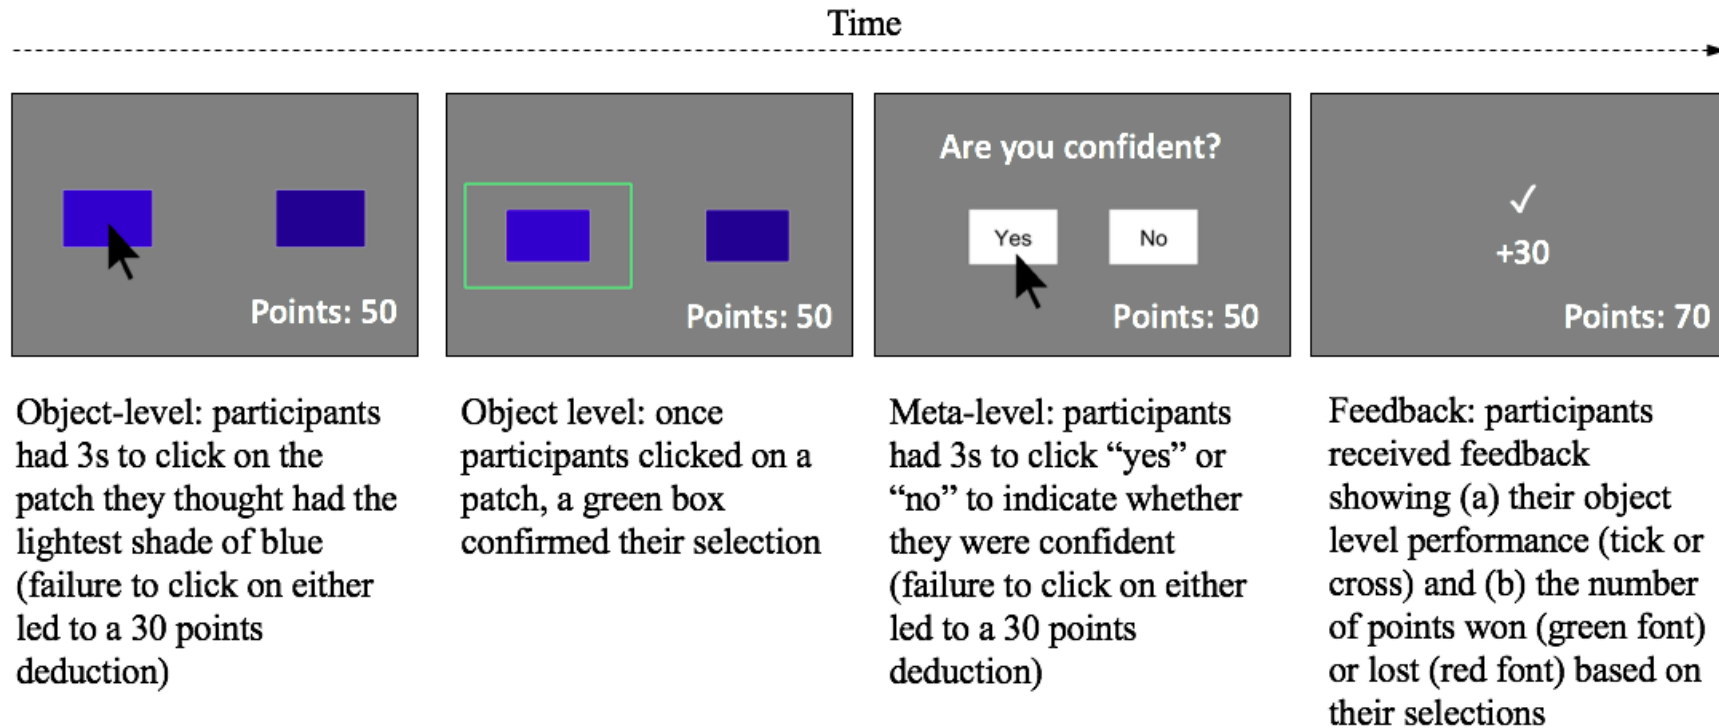 Time
Points: 50
Points: 50
Are you confident?
Yes
No
Points: 50
✓
+30
Points: 70
Object-level: participants
had 3s to click on the
patch they thought had the
lightest shade of blue
(failure to click on either
led to a 30 points
deduction)
Object level: once
participants clicked on a
patch, a green box
confirmed their selection
Meta-level: participants
had 3s to click “yes” or
“no” to indicate whether
they were confident
(failure to click on either
led to a 30 points
deduction)
Feedback: participants
received feedback
showing (a) their object
level performance (tick or
cross) and (b) the number
of points won (green font)
or lost (red font) based on
their selections